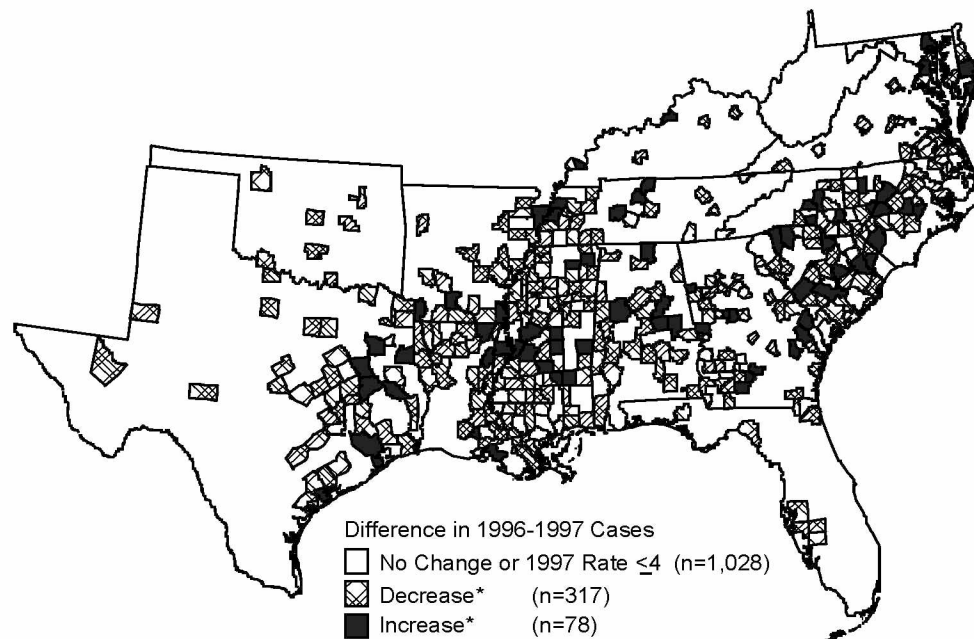 Difference in 1996-1997 Cases
No Change or 1997 Rate ≤4 (n=1,028)
Decrease* (n=317)
Increase* (n=78)